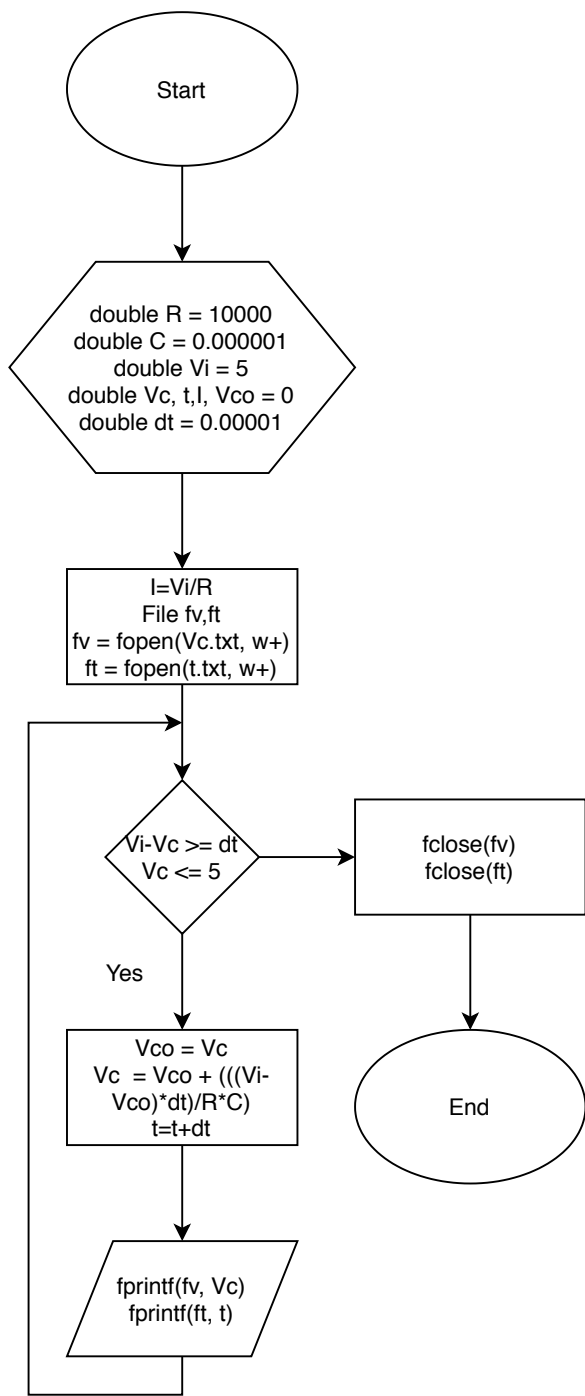 Start
double R = 10000
double C = 0.000001
double Vi = 5
double Vc, t,I, Vco = 0
double dt = 0.00001
I=Vi/R
File fv,ft
fv = fopen(Vc.txt, w+)
ft = fopen(t.txt, w+)
Vi-Vc >= dt
Vc <= 5
fclose(fv)
fclose(ft)
Yes
Vco = Vc
Vc  = Vco + (((Vi-
Vco)*dt)/R*C)
t=t+dt
End
fprintf(fv, Vc)
fprintf(ft, t)